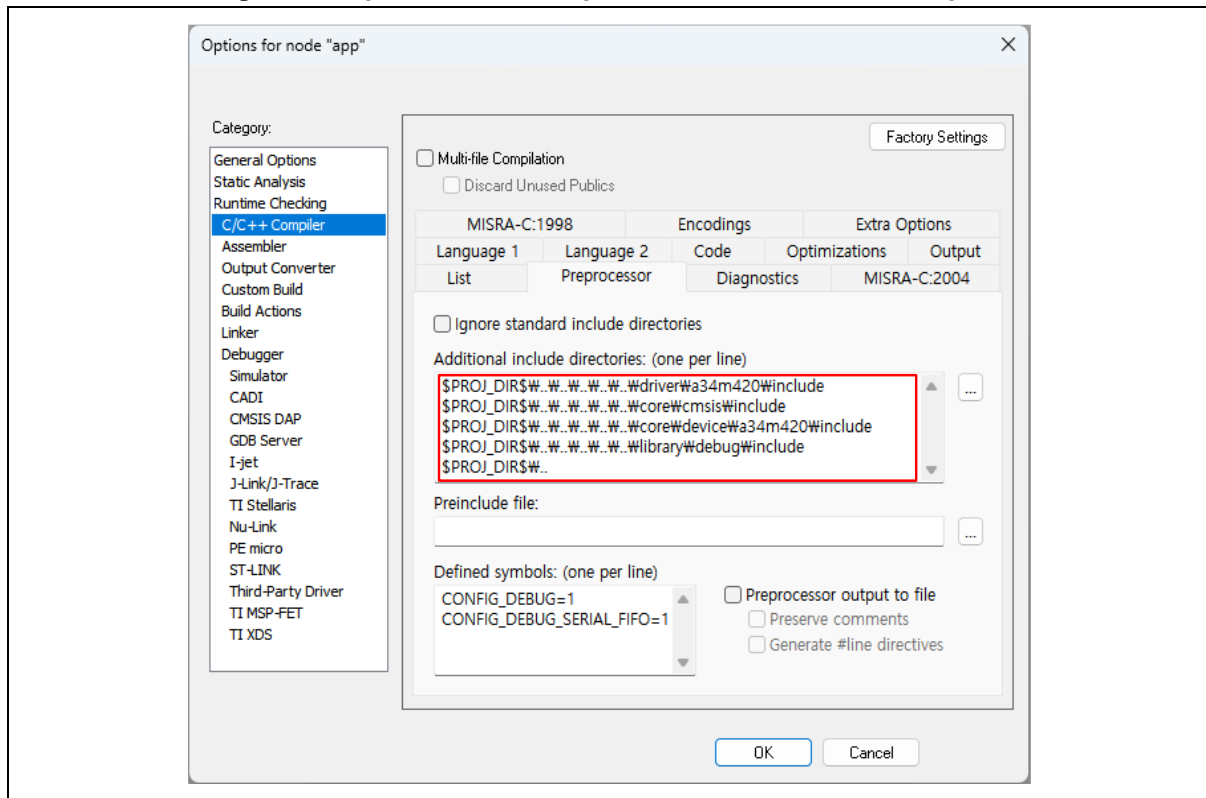 Options for node "app"
Category:
General Options
Static Analysis
Runtime Checking
C/C++ Compiler
Assembler
Output Converter
Custom Build
Build Actions
Linker
Debugger
Simulator
CADI
CMSIS DAP
GDB Server
I-jet
J-Link/J-Trace
TI Stellaris
Nu-Link
PE micro
ST-LINK
Third-Party Driver
TI MSP-FET
TI XDS
Factory Settings
Multi-file Compilation
Discard Unused Publics
MISRA-C:1998 Encodings Extra Options
Language 1 Language 2 Code Optimizations Output
List Preprocessor Diagnostics MISRA-C:2004
Ignore standard include directories
Additional include directories: (one per line)
$PROJ_DIR$₩..₩..₩..₩..₩..₩driver₩a34m420₩include
$PROJ_DIR$₩..₩..₩..₩..₩..₩core₩cmsis₩include
$PROJ_DIR$₩..₩..₩..₩..₩..₩core₩device₩a34m420₩include
$PROJ_DIR$₩..₩..₩..₩..₩..₩library₩debug₩include
$PROJ_DIR$₩..
...
Preinclude file:
...
Defined symbols: (one per line)
CONFIG_DEBUG=1
CONFIG_DEBUG_SERIAL_FIFO=1
Preprocessor output to file
Preserve comments
Generate #line directives
OK Cancel